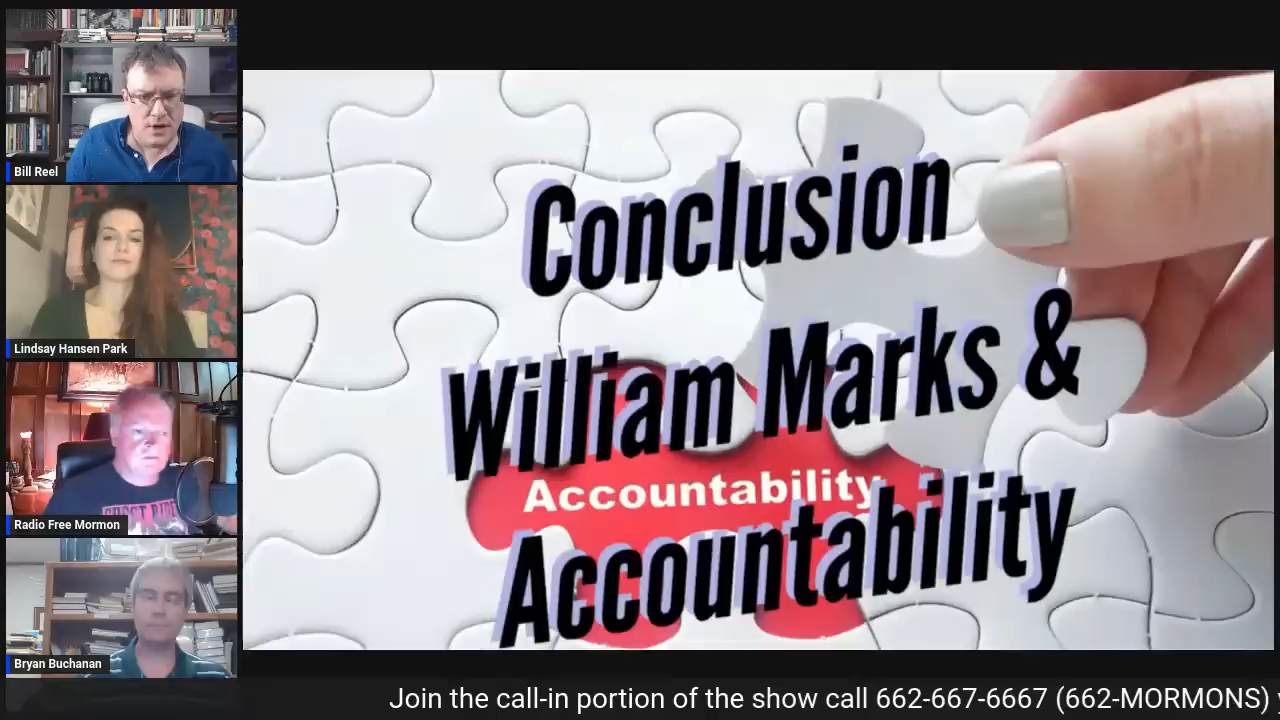 Bill Reel
Lindsay Hansen Park
Radio Free Mormon
Bryan Buchanan
Conclusion
William Marks &
Accountability
Accountability
Join the call-in portion of the show call 662-667-6667 (662-MORMONS)